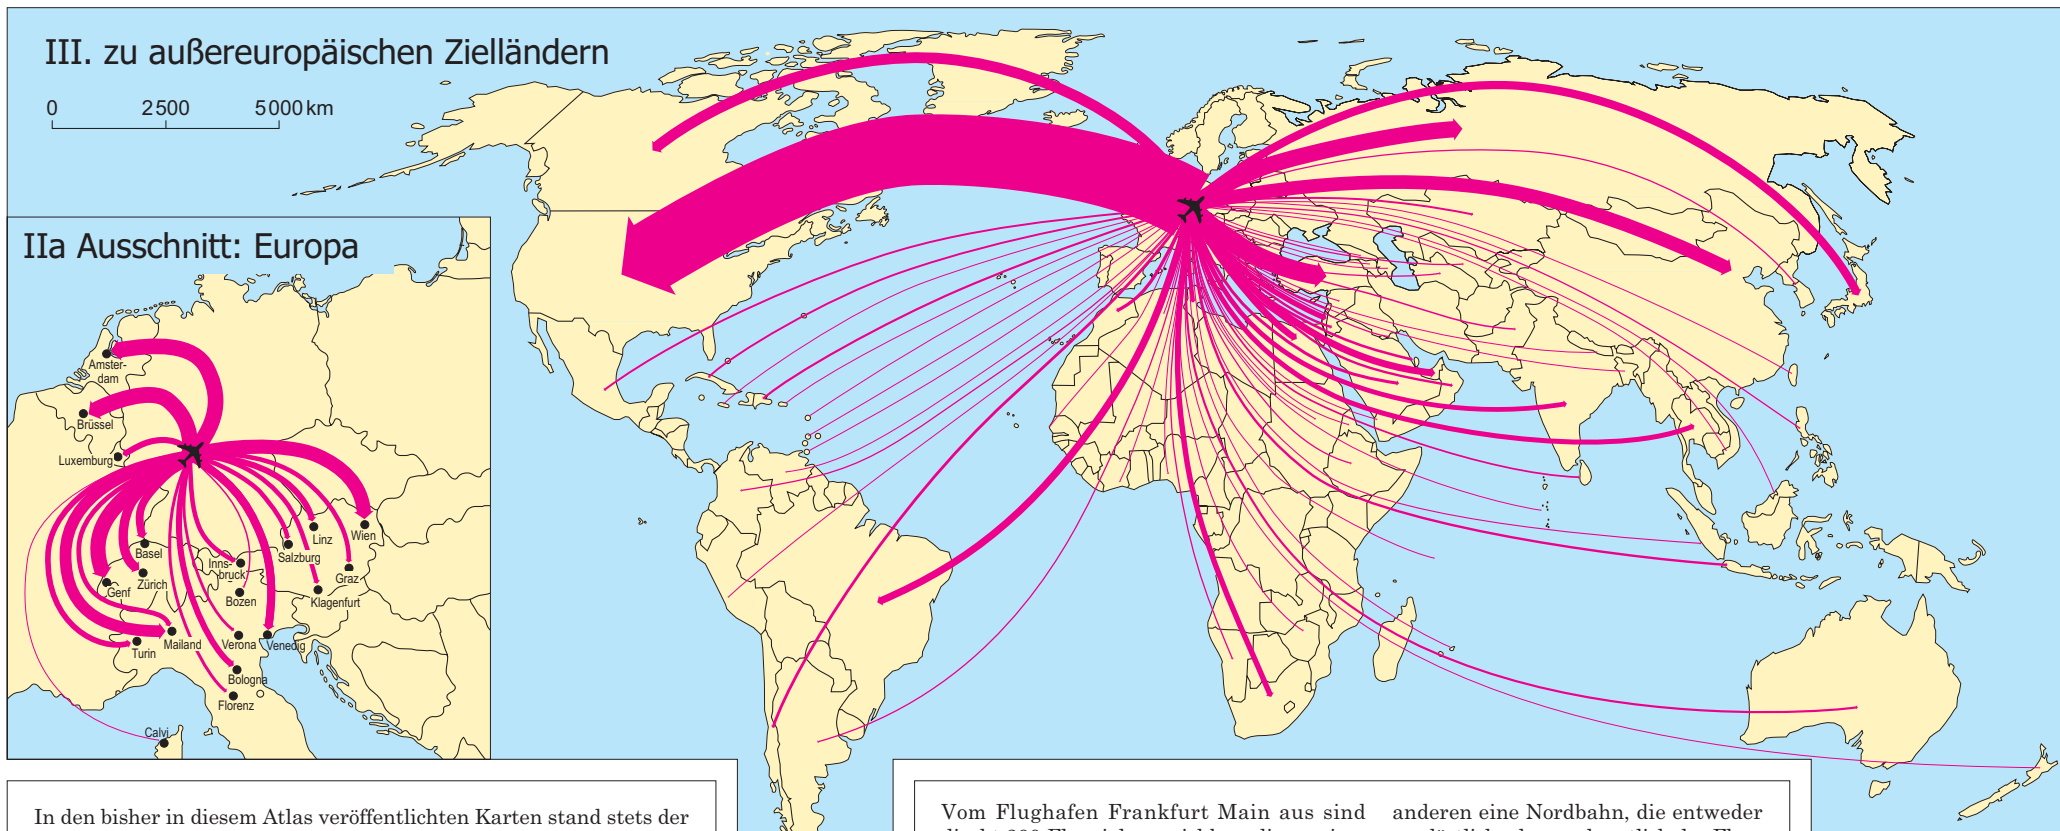 III. zu außereuropäischen Zielländern
0 2500 5000 km
IIa Ausschnitt: Europa
Amster-
dam
Brüssel
Luxemburg
Basel
Zürich
Genf
Inns-
bruck
Bozen
Salzburg
Linz
Wien
Graz
Klagenfurt
Turin
Mailand
Verona
Venedig
Bologna
Florenz
Calvi
In den bisher in diesem Atlas veröffentlichten Karten stand stets der
Vom Flughafen Frankfurt Main aus sind
anderen eine Nordbahn, die entweder